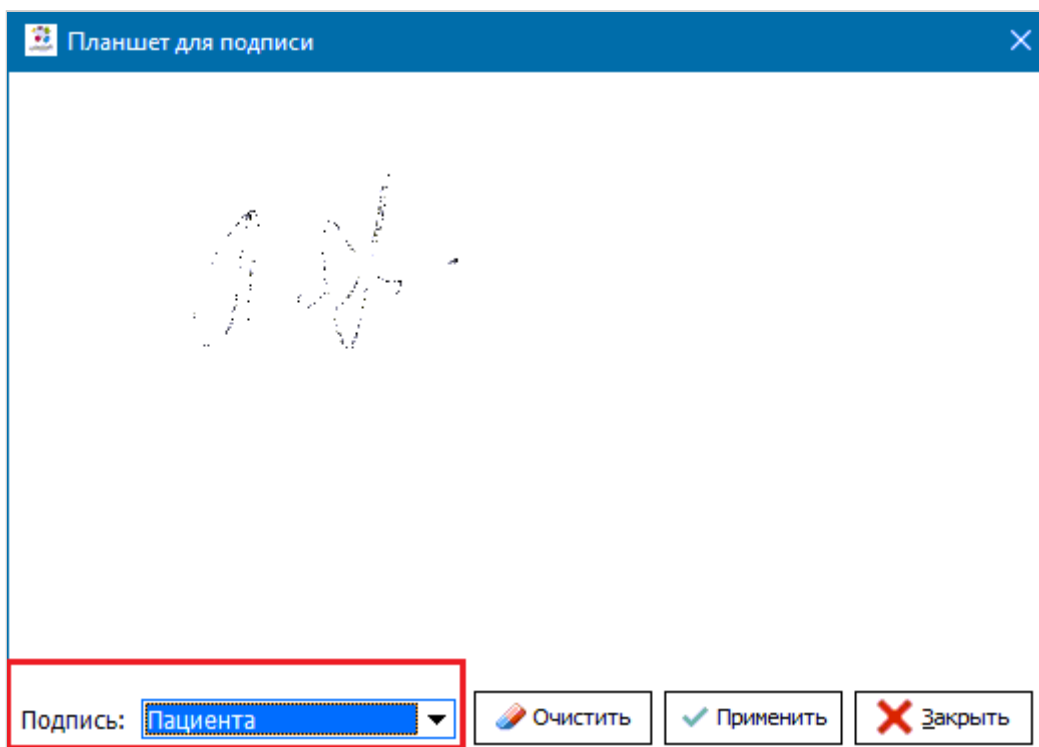 Планшет для подписи
Подпись: Пациента Очистить Применить Закрыть